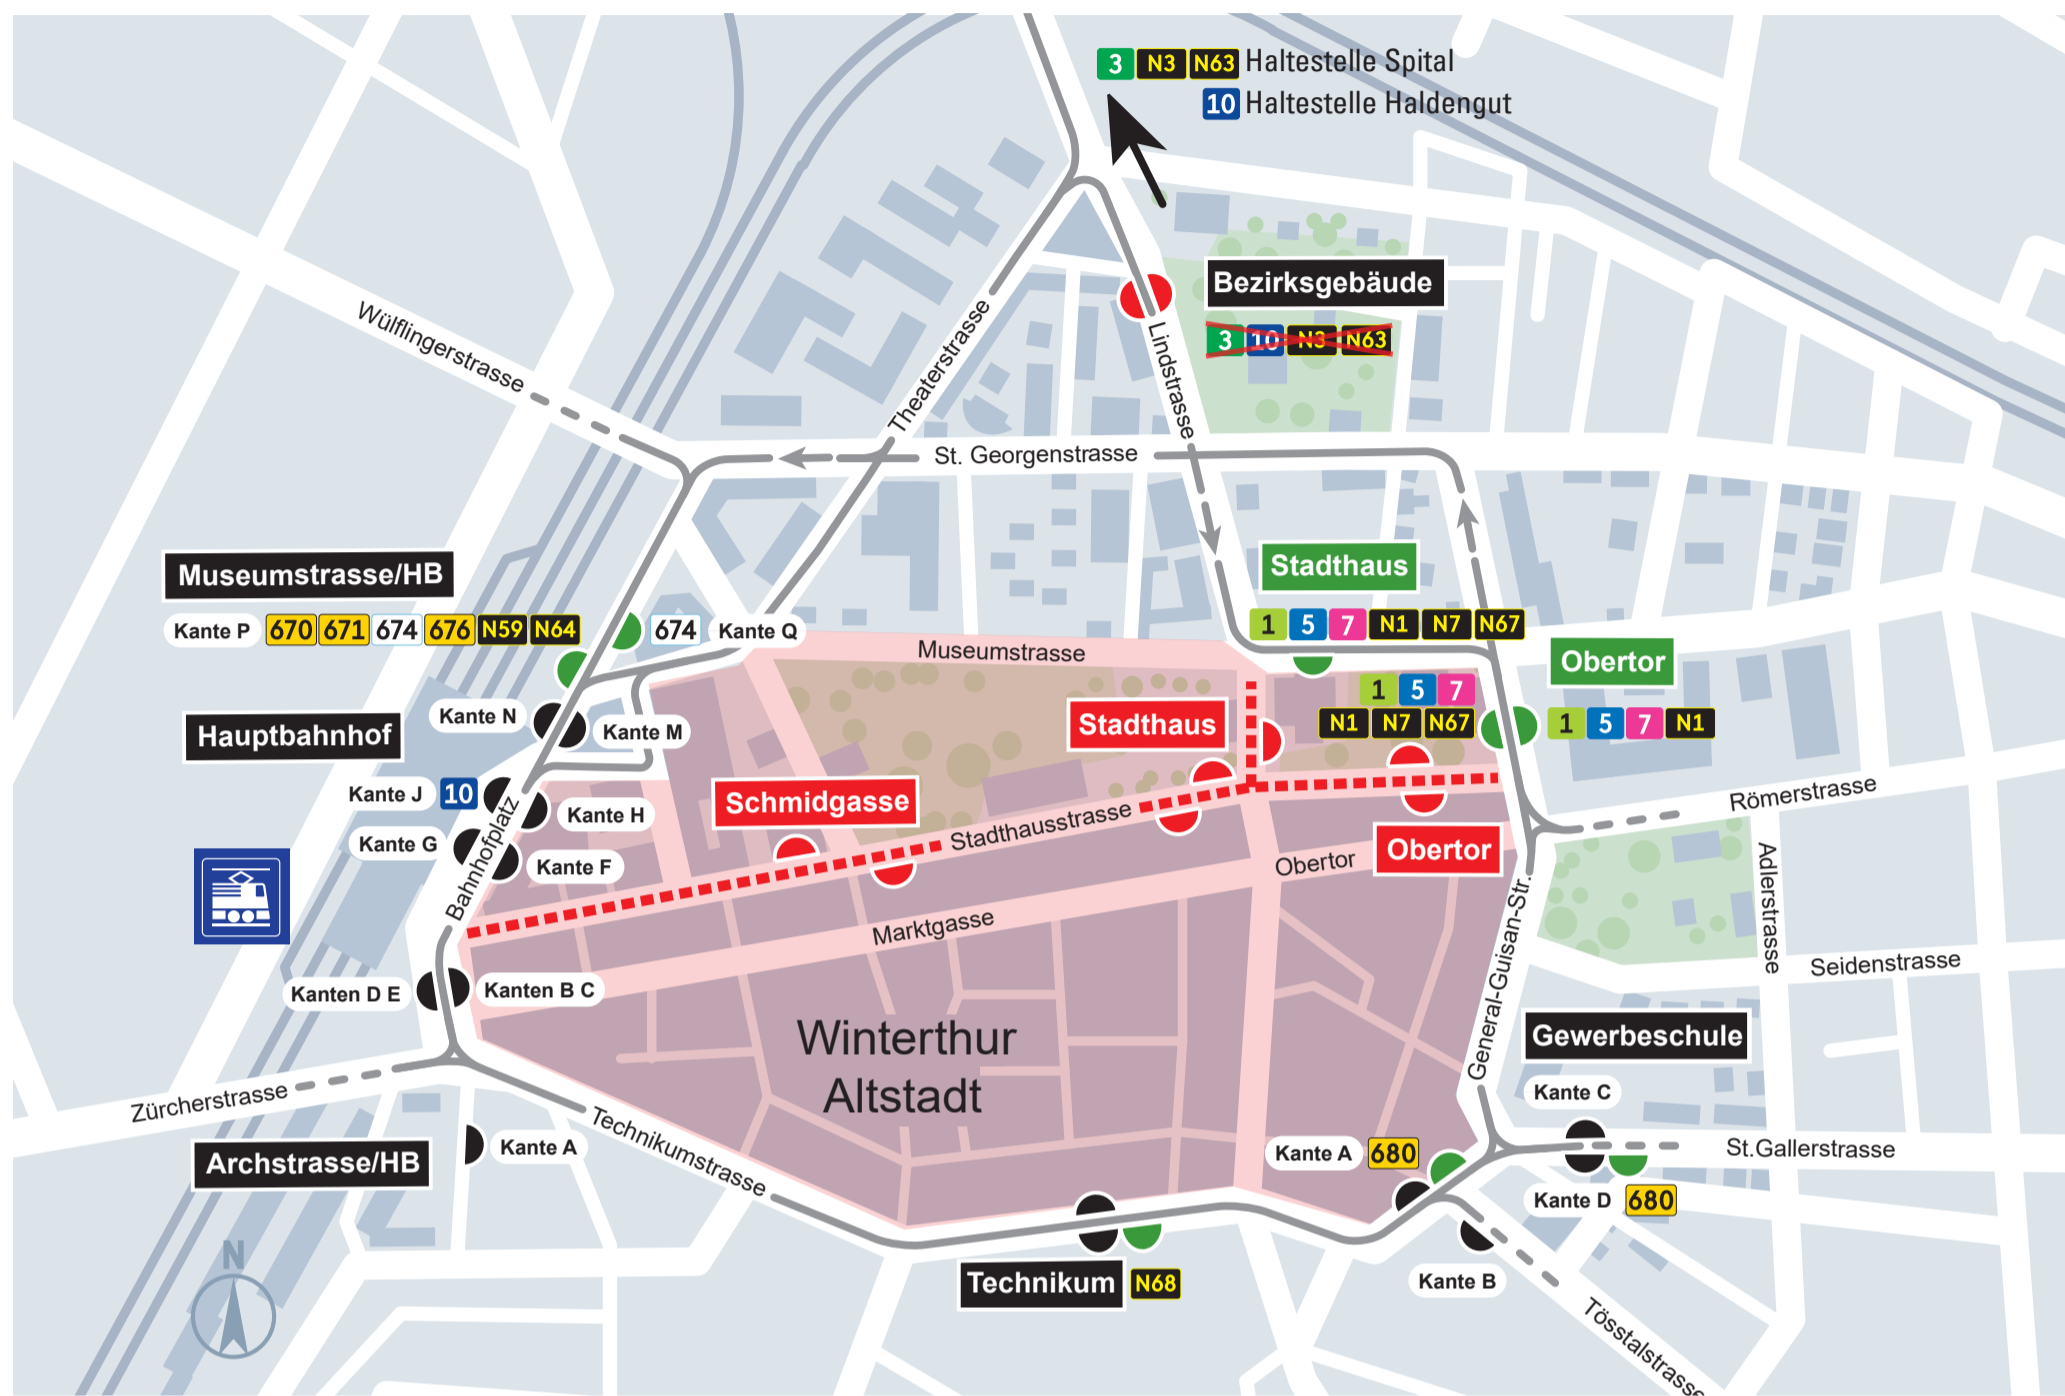 3 N3 N63 Haltestelle Spital
10 Haltestelle Haldengut
Bezirksgebäude
3 10 N3 N63
Wülflingerstrasse
Theaterstrasse
Lindstrasse
St. Georgenstrasse
Stadthaus
1 5 7 N1 N7 N67
Museumstrasse/HB
Kante P 670 671 674 676 N59 N64
674 Kante Q
Museumstrasse
Obertor
1 5 7 N1
1 5 7
N1 N7 N67
Hauptbahnhof
Kante N
Kante M
Stadthaus
Kante J 10
Kante H
Kante G
Kante F
Bahnhofplatz
Schmidgasse
Stadthausstrasse
Obertor
Obertor
Römerstrasse
Adlerstrasse
Marktgasse
General-Guisan-Str.
Seidenstrasse
Kanten D E
Kanten B C
Winterthur
Altstadt
Gewerbeschule
Kante C
Zürcherstrasse
Technikumstrasse
Archstrasse/HB
Kante A
Kante A 680
St.Gallerstrasse
Kante D 680
Technikum N68
Kante B
Tösstalstrasse
N